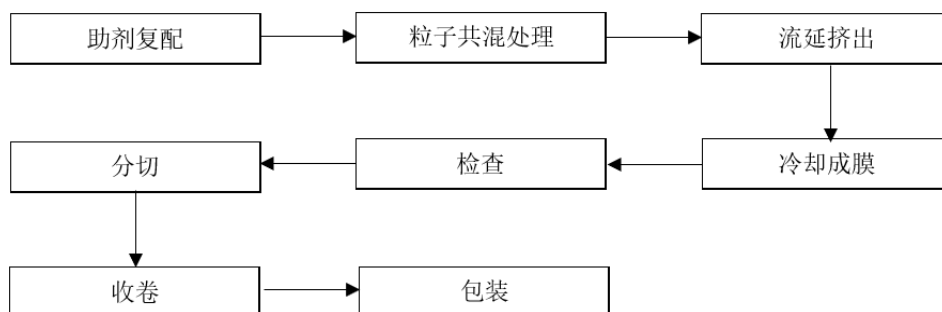 助剂复配
粒子共混处理
流延挤出
冷却成膜
检查
分切
收卷
包装